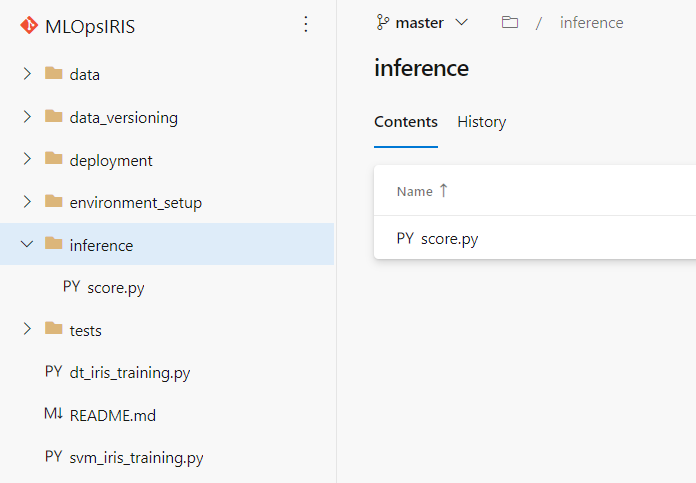 MLOpsIRIS
data
data_versioning
deployment
environment_setup
inference
PY score.py
tests
PY dt_iris_training.py
M↓ README.md
PY svm_iris_training.py
master / inference
inference
Contents History
Name ↑
PY score.py